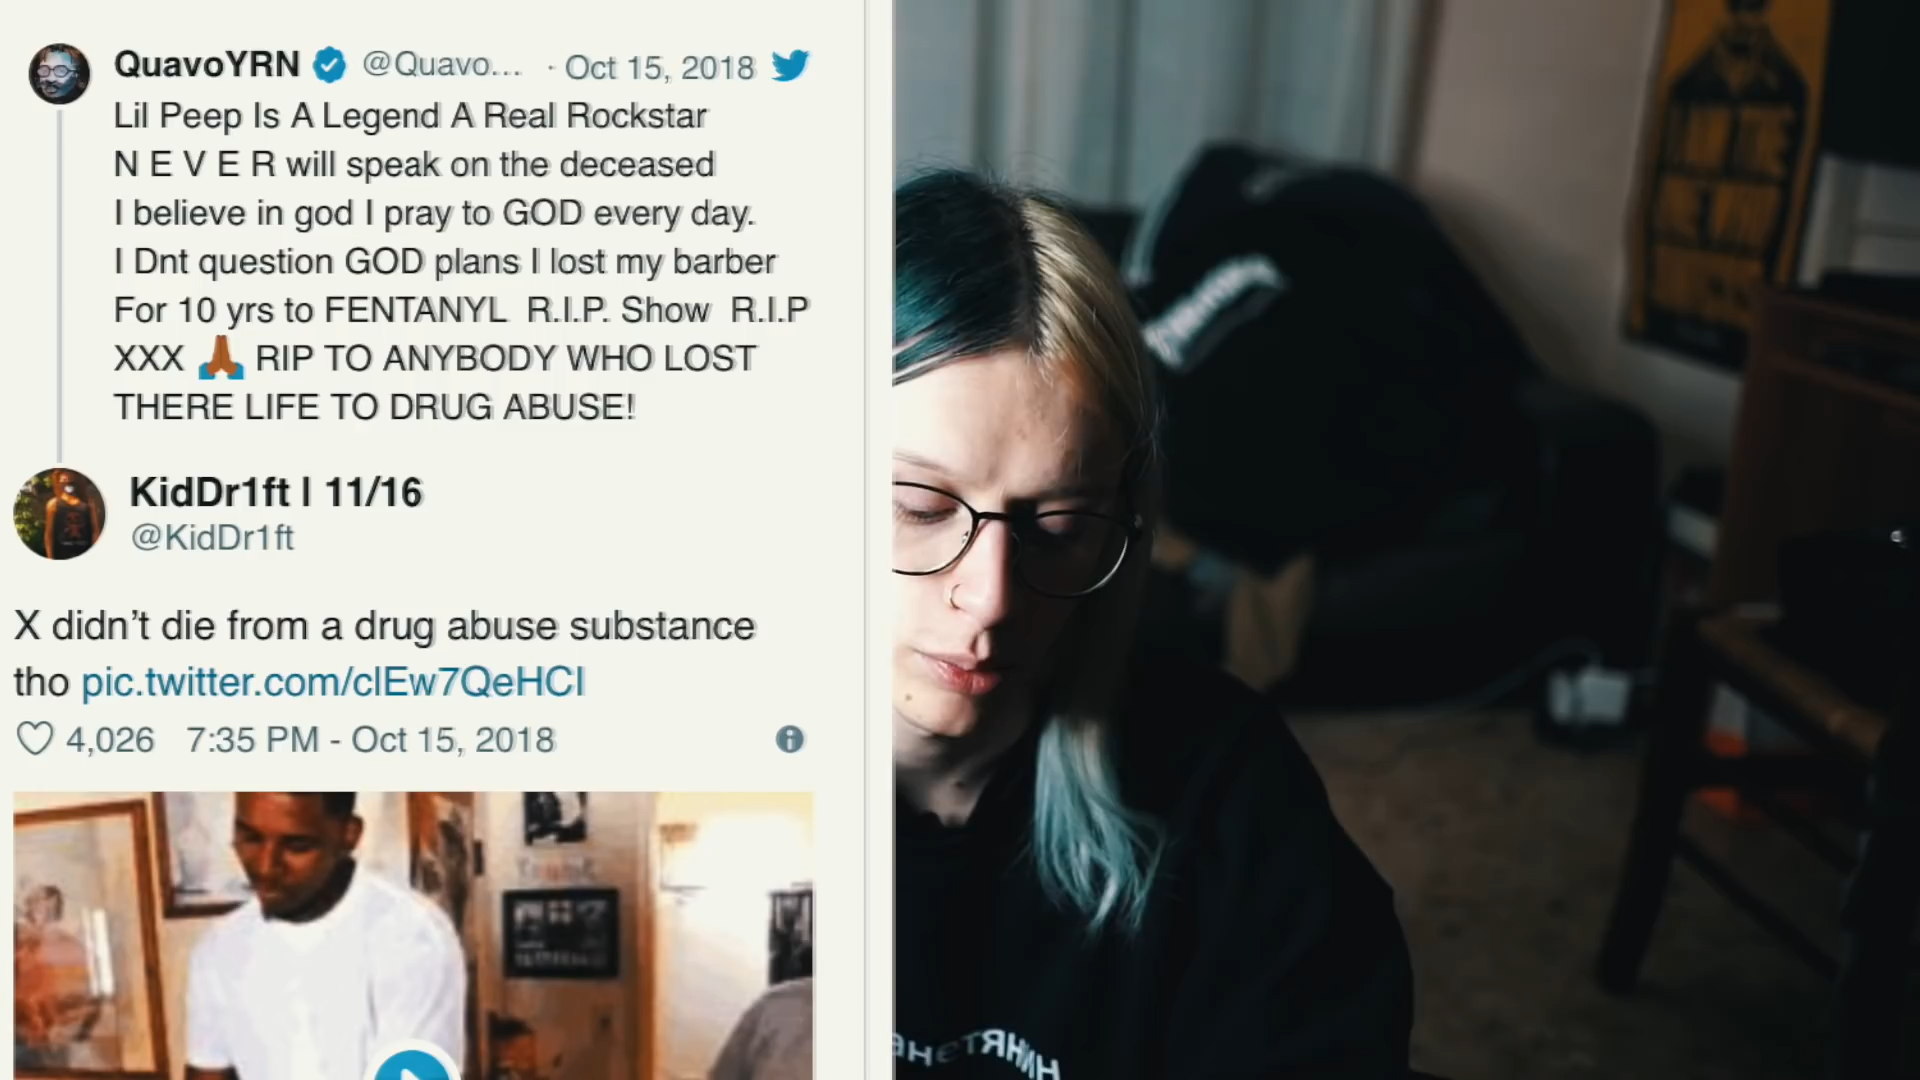 QuavoYRN @Quavo... · Oct 15, 2018
Lil Peep Is A Legend A Real Rockstar
N E V E R will speak on the deceased
I believe in god I pray to GOD every day.
I Dnt question GOD plans I lost my barber
For 10 yrs to FENTANYL R.I.P. Show R.I.P
XXX 🙏🏾 RIP TO ANYBODY WHO LOST
THERE LIFE TO DRUG ABUSE!
KidDr1ft | 11/16
@KidDr1ft
X didn't die from a drug abuse substance
tho pic.twitter.com/clEw7QeHCl
4,026 7:35 PM - Oct 15, 2018